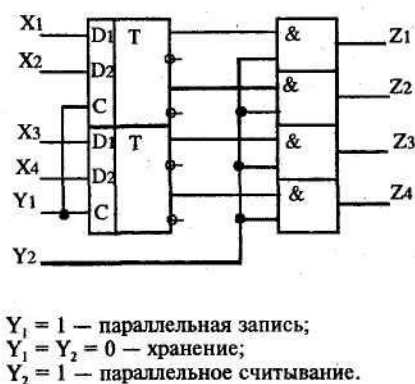 X1 D1 T & Z1
X2 D2 & Z2
C
X3 D1 T & Z3
X4 D2 & Z4
Y1 C
Y2
Y₁ = 1 — параллельная запись;
Y₁ = Y₂ = 0 — хранение;
Y₂ = 1 — параллельное считывание.